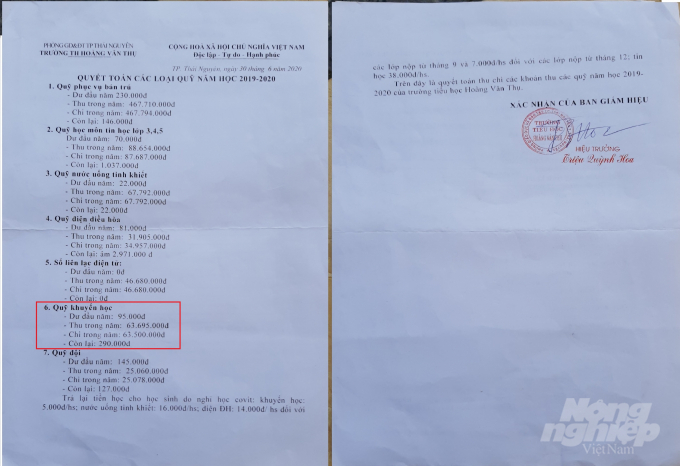 PHÒNG GD&ĐT TP THÁI NGUYÊN
TRƯỜNG TH HOÀNG VĂN THỤ
CỘNG HOÀ XÃ HỘI CHỦ NGHĨA VIỆT NAM
Độc lập - Tự do - Hạnh phúc
TP. Thái Nguyên, ngày 30 tháng 6 năm 2020
QUYẾT TOÁN CÁC LOẠI QUỸ NĂM HỌC 2019-2020
1. Quỹ phục vụ bán trú
- Dư đầu năm 230.000đ
- Thu trong năm: 467.710.000đ
- Chi trong năm: 467.794.000đ
- Còn lại: 146.000đ
2. Quỹ học môn tin học lớp 3,4,5
Dư đầu năm: 70.000đ
- Thu trong năm: 88.654.000đ
- Chi trong năm: 87.687.000đ
- Còn lại: 1.037.000đ
3. Quỹ nước uống tinh khiết
- Dư đầu năm: 22.000đ
- Thu trong năm: 67.792.000đ
- Chi trong năm: 67.792.000đ
- Còn lại: 22.000đ
4. Quỹ điện điều hòa
- Dư đầu năm: 81.000đ
- Thu trong năm: 31.905.000đ
- Chi trong năm: 34.957.000đ
- Còn lại: âm 2.971.000 đ
5. Sổ liên lạc điện tử:
- Dư đầu năm: 0đ
- Thu trong năm: 46.680.000đ
- Chi trong năm: 46.680.000đ
- Còn lại: 0đ
6. Quỹ khuyến học
- Dư đầu năm: 95.000đ
- Thu trong năm: 63.695.000đ
- Chi trong năm: 63.500.000đ
- Còn lại: 290.000đ
7. Quỹ đội
- Dư đầu năm: 145.000đ
- Thu trong năm: 25.060.000đ
- Chi trong năm: 25.078.000đ
- Còn lại: 127.000đ
Trả lại tiền học cho học sinh do nghỉ học covit: khuyến học:
5.000đ/hs; nước uống tinh khiết: 16.000đ/hs; điện ĐH: 14.000đ/ hs đối với
các lớp nộp từ tháng 9 và 7.000đ/hs đối với các lớp nộp từ tháng 12; tin
học 38.000đ/hs.
Trên đây là quyết toán thu chi các khoản thu các quỹ năm học 2019-
2020 của trường tiểu học Hoàng Văn Thụ.
XÁC NHẬN CỦA BAN GIÁM HIỆU
TRƯỜNG
TIỂU HỌC
HOÀNG VĂN THỤ
HIỆU TRƯỞNG
Triệu Quỳnh Hoa
Nông
nghiệp
Việt Nam